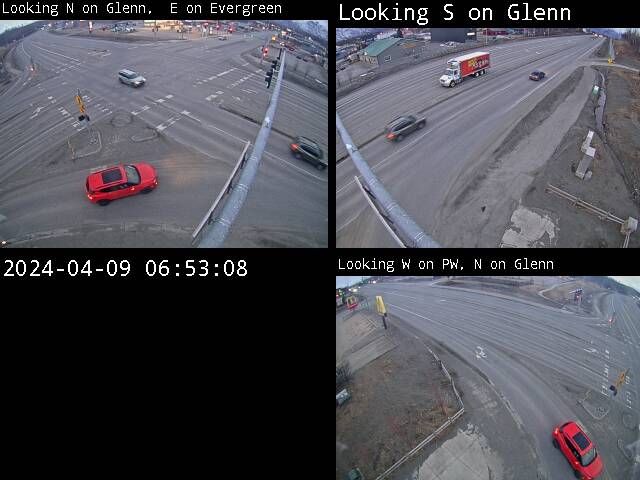 Looking N on Glenn,  E on Evergreen
Looking S on Glenn
2024-04-09 06:53:08
Looking W on PW, N on Glenn